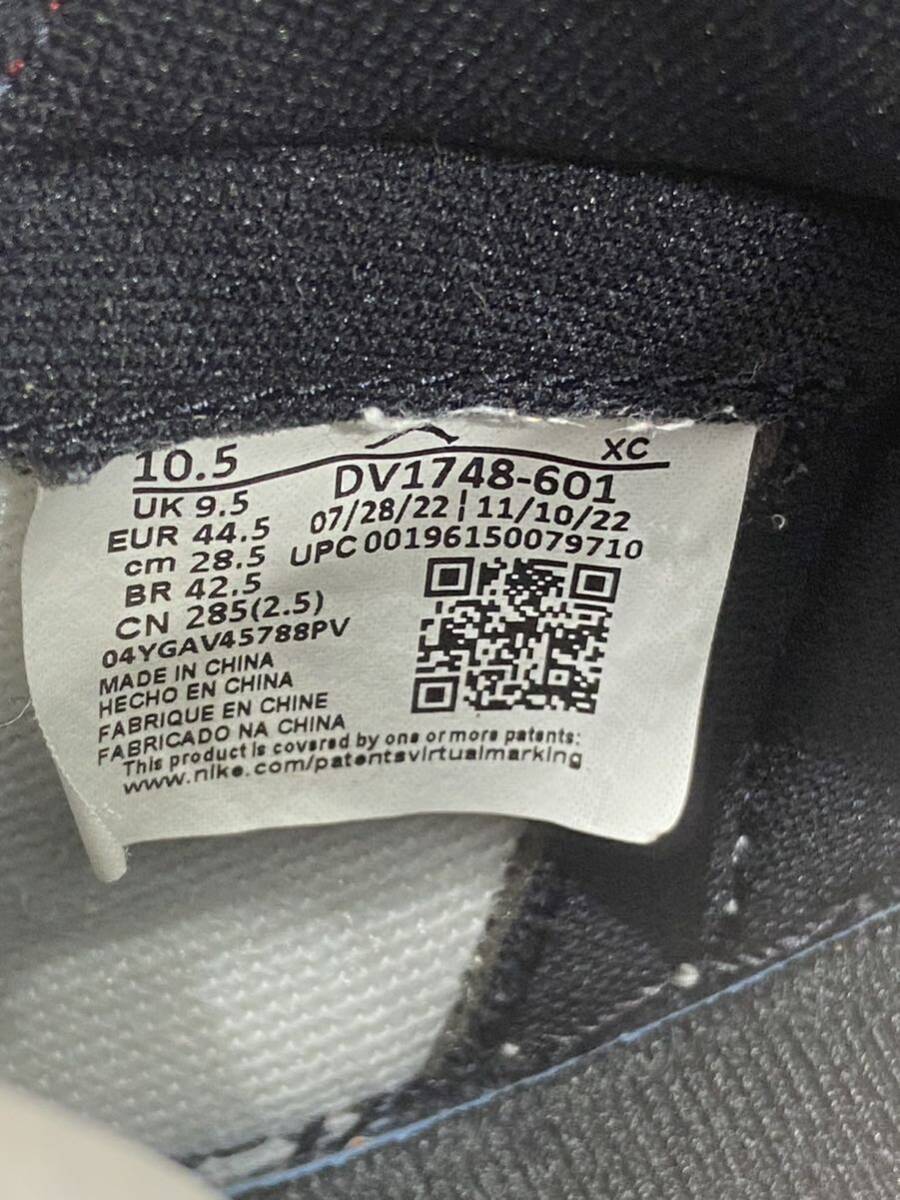 10.5
XC
UK 9.5
DV1748-601
EUR 44.5
07/28/22 | 11/10/22
cm 28.5
UPC 00196150079710
BR 42.5
CN 285(2.5)
04YGAV45788PV
MADE IN CHINA
HECHO EN CHINA
FABRIQUE EN CHINE
FABRICADO NA CHINA
This product is covered by one or more patents:
www.nike.com/patentsvirtualmarking